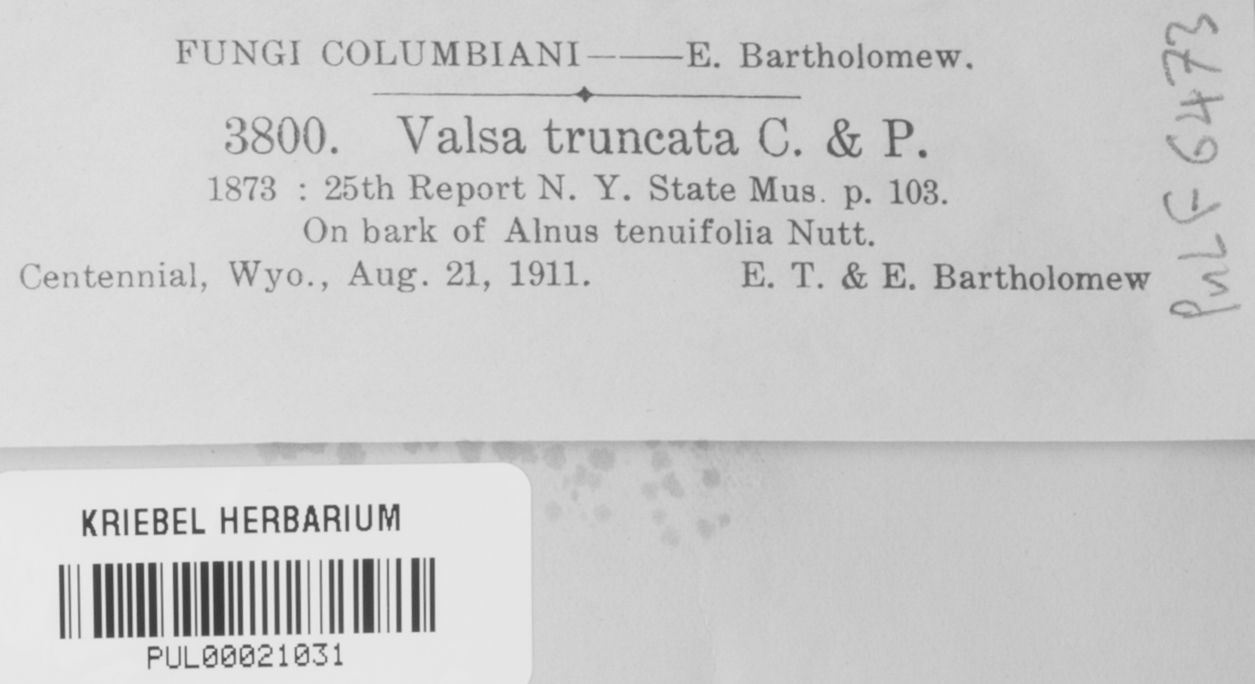 FUNGI COLUMBIANI——E. Bartholomew.
3800. Valsa truncata C. & P.
1873 : 25th Report N. Y. State Mus. p. 103.
On bark of Alnus tenuifolia Nutt.
Centennial, Wyo., Aug. 21, 1911. E. T. & E. Bartholomew
PUL F6473
KRIEBEL HERBARIUM
PUL00021031